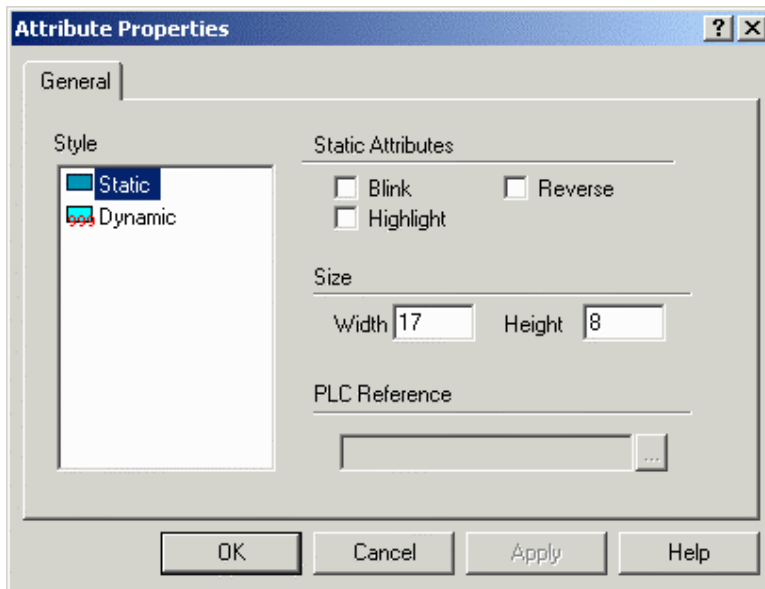 Attribute Properties
General
Style
Static
999 Dynamic
Static Attributes
Blink Reverse
Highlight
Size
Width 17 Height 8
PLC Reference
...
OK Cancel Apply Help